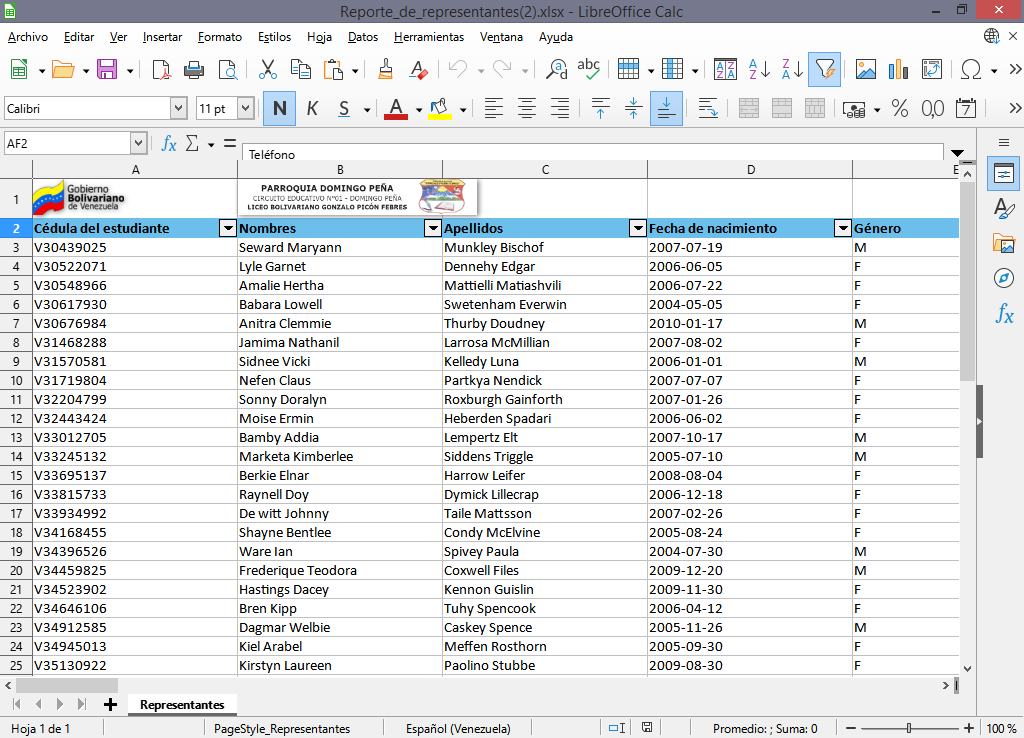 Reporte_de_representantes(2).xlsx - LibreOffice Calc
Archivo Editar Ver Insertar Formato Estilos Hoja Datos Herramientas Ventana Ayuda
Calibri 11 pt N K S A % 0,0 7
AF2 fx Σ = Teléfono
A B C D E
1 Gobierno Bolivariano de Venezuela
PARROQUIA DOMINGO PEÑA
CIRCUITO EDUCATIVO N°01 - DOMINGO PEÑA
LICEO BOLIVARIANO GONZALO PICÓN FEBRES
2 Cédula del estudiante Nombres Apellidos Fecha de nacimiento Género
3 V30439025 Seward Maryann Munkley Bischof 2007-07-19 M
4 V30522071 Lyle Garnet Dennehy Edgar 2006-06-05 F
5 V30548966 Amalie Hertha Mattielli Matiashvili 2006-07-22 F
6 V30617930 Babara Lowell Swetenham Everwin 2004-05-05 F
7 V30676984 Anitra Clemmie Thurby Doudney 2010-01-17 M
8 V31468288 Jamima Nathanil Larrosa McMillian 2007-08-02 F
9 V31570581 Sidnee Vicki Kelledy Luna 2006-01-01 M
10 V31719804 Nefen Claus Partkya Nendick 2007-07-07 F
11 V32204799 Sonny Doralyn Roxburgh Gainforth 2007-01-26 F
12 V32443424 Moise Ermin Heberden Spadari 2006-06-02 F
13 V33012705 Bamby Addia Lempertz Elt 2007-10-17 M
14 V33245132 Marketa Kimberlee Siddens Triggle 2005-07-10 M
15 V33695137 Berkie Elnar Harrow Leifer 2008-08-04 F
16 V33815733 Raynell Doy Dymick Lillecrap 2006-12-18 F
17 V33934992 De witt Johnny Taile Mattsson 2007-02-26 F
18 V34168455 Shayne Bentlee Condy McElvine 2005-08-24 F
19 V34396526 Ware Ian Spivey Paula 2004-07-30 M
20 V34459825 Frederique Teodora Coxwell Files 2009-12-20 M
21 V34523902 Hastings Dacey Kennon Guislin 2009-11-30 F
22 V34646106 Bren Kipp Tuhy Spencook 2006-04-12 F
23 V34912585 Dagmar Welbie Caskey Spence 2005-11-26 M
24 V34945013 Kiel Arabel Meffen Rosthorn 2005-09-30 F
25 V35130922 Kirstyn Laureen Paolino Stubbe 2009-08-30 F
Representantes
Hoja 1 de 1 PageStyle_Representantes Español (Venezuela) Promedio: ; Suma: 0 100 %